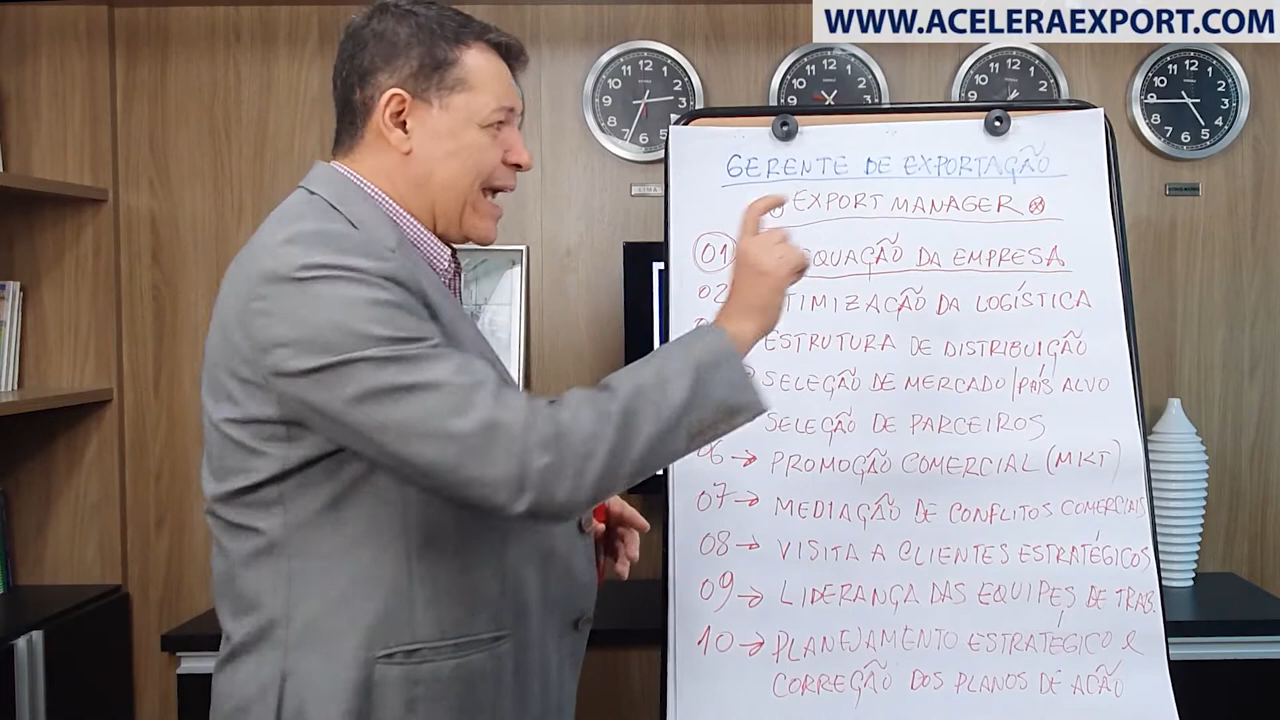 WWW.ACELERAEXPORT.COM
GERENTE DE EXPORTAÇÃO
EXPORT MANAGER
01 EQUAÇÃO DA EMPRESA
02 TIMIZAÇÃO DA LOGÍSTICA
ESTRUTURA DE DISTRIBUIÇÃO
SELEÇÃO DE MERCADO/PAÍS ALVO
SELEÇÃO DE PARCEIROS
06 → PROMOÇÃO COMERCIAL (MKT)
07 → MEDIAÇÃO DE CONFLITOS COMERCIAIS
08 → VISITA A CLIENTES ESTRATÉGICOS
09 → LIDERANÇA DAS EQUIPES DE TRAB.
10 → PLANEJAMENTO ESTRATÉGICO e
CORREÇÃO DOS PLANOS DE AÇÃO
LIMA